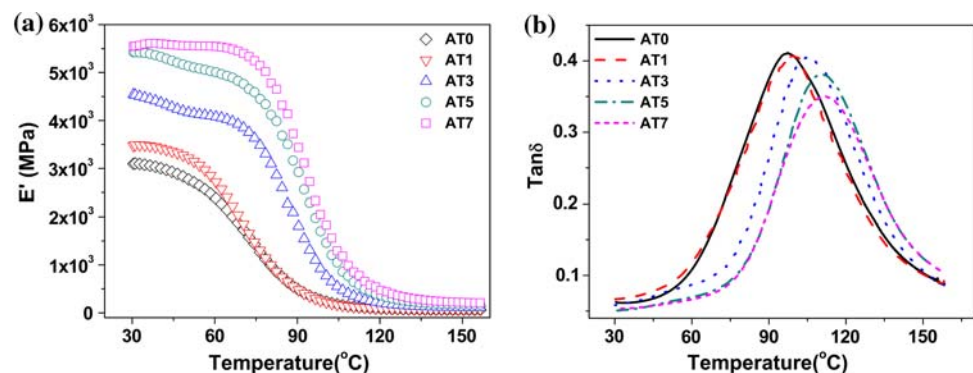 (a)
6x10³
5x10³
4x10³
3x10³
2x10³
1x10³
0
E' (MPa)
AT0
AT1
AT3
AT5
AT7
30
60
90
120
150
Temperature(°C)
(b)
0.4
0.3
0.2
0.1
Tanδ
AT0
AT1
AT3
AT5
AT7
30
60
90
120
150
Temperature(°C)